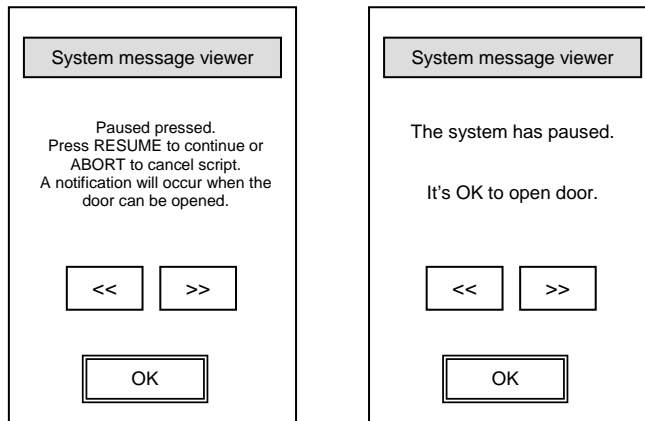 System message viewer
Paused pressed.
Press RESUME to continue or
ABORT to cancel script.
A notification will occur when the
door can be opened.
<< >>
OK
System message viewer
The system has paused.
It's OK to open door.
<< >>
OK